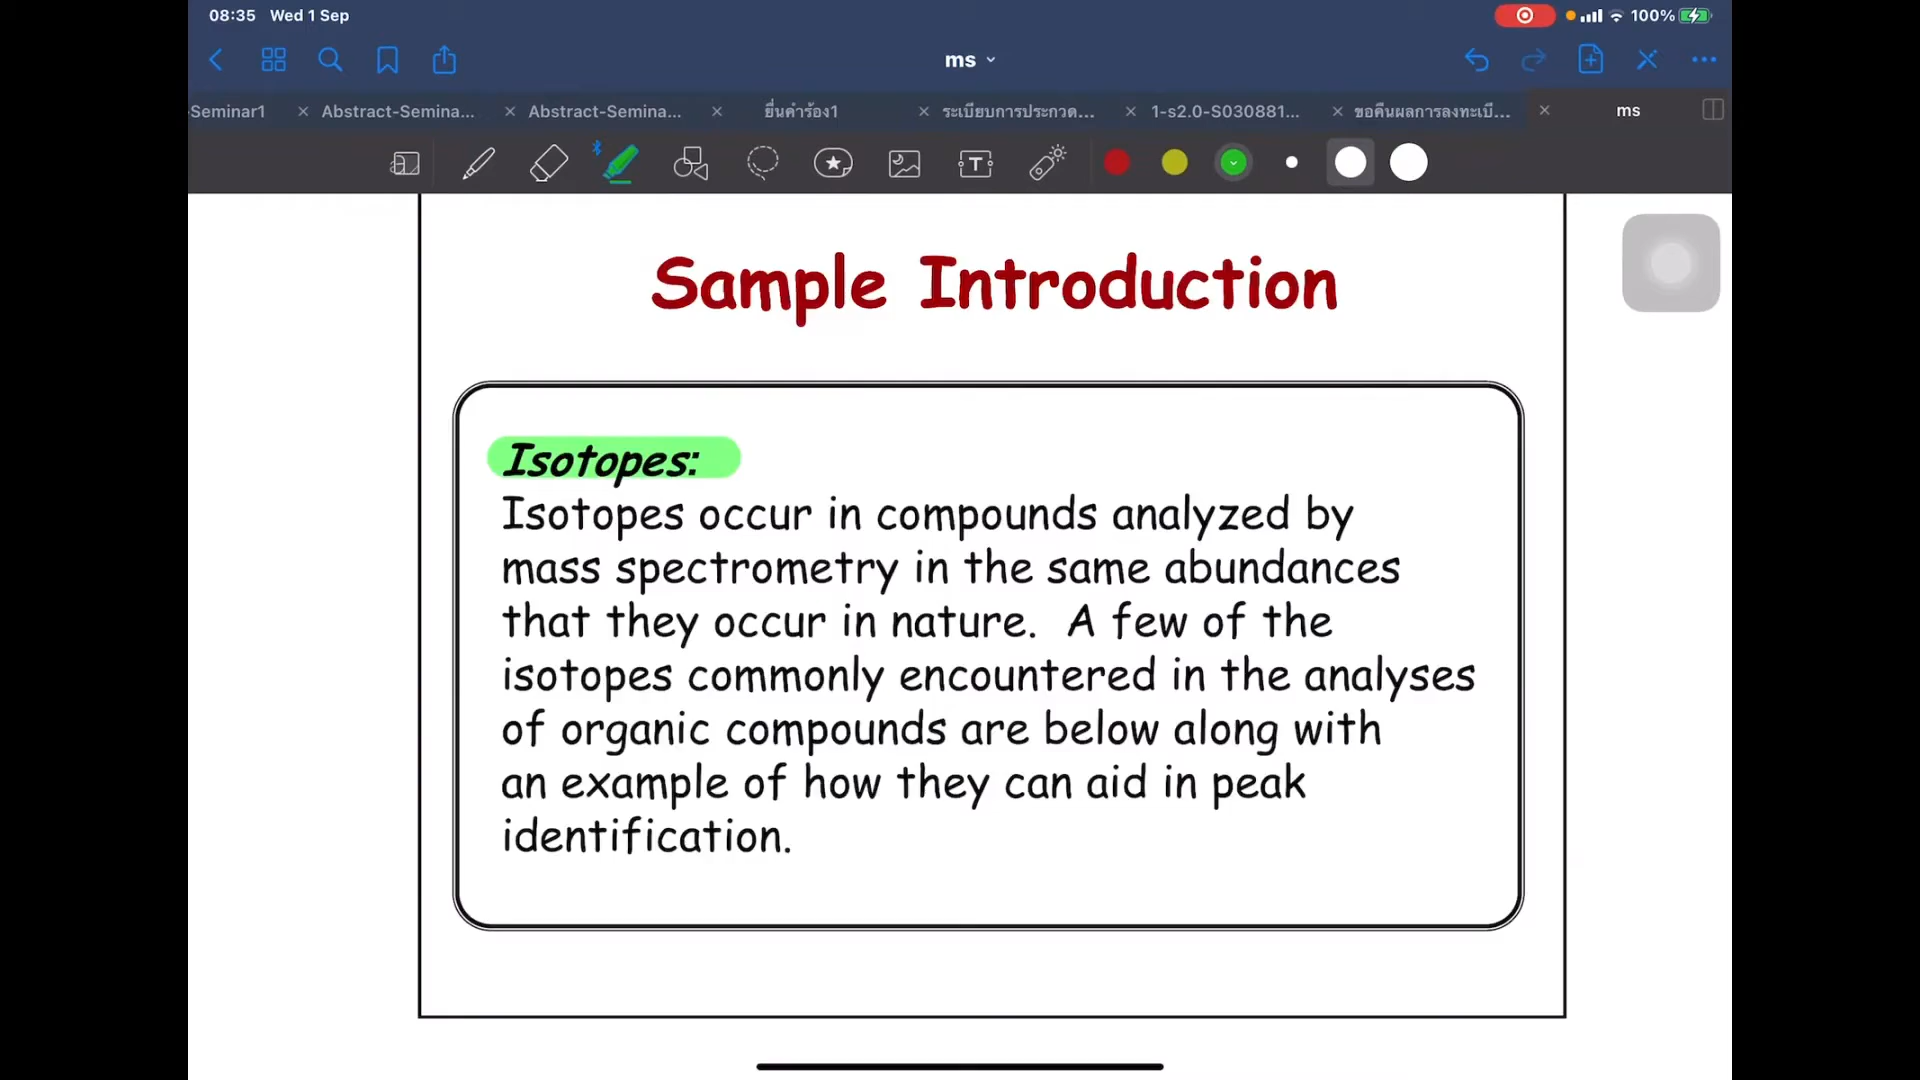 08:35 Wed 1 Sep
100%
ms
Seminar1
Abstract-Semina...
Abstract-Semina...
ยื่นคำร้อง1
ระเบียบการประกวด...
1-s2.0-S030881...
ขอคืนผลการลงทะเบี...
ms
T
Sample Introduction
Isotopes:
Isotopes occur in compounds analyzed by
mass spectrometry in the same abundances
that they occur in nature. A few of the
isotopes commonly encountered in the analyses
of organic compounds are below along with
an example of how they can aid in peak
identification.